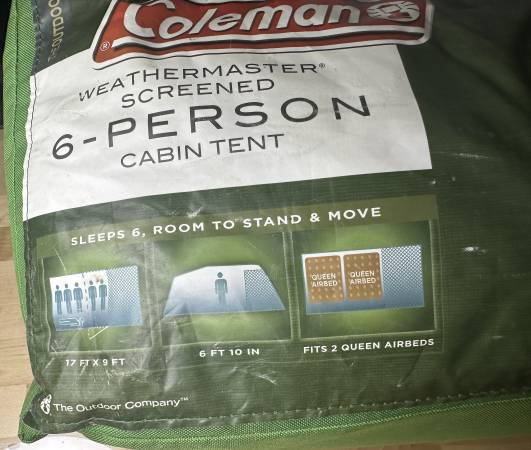 Coleman
®
WEATHERMASTER®
SCREENED
6-PERSON
CABIN TENT
SLEEPS 6, ROOM TO STAND & MOVE
QUEEN AIRBED
QUEEN AIRBED
17 FT X 9 FT
6 FT 10 IN
FITS 2 QUEEN AIRBEDS
The Outdoor Company™